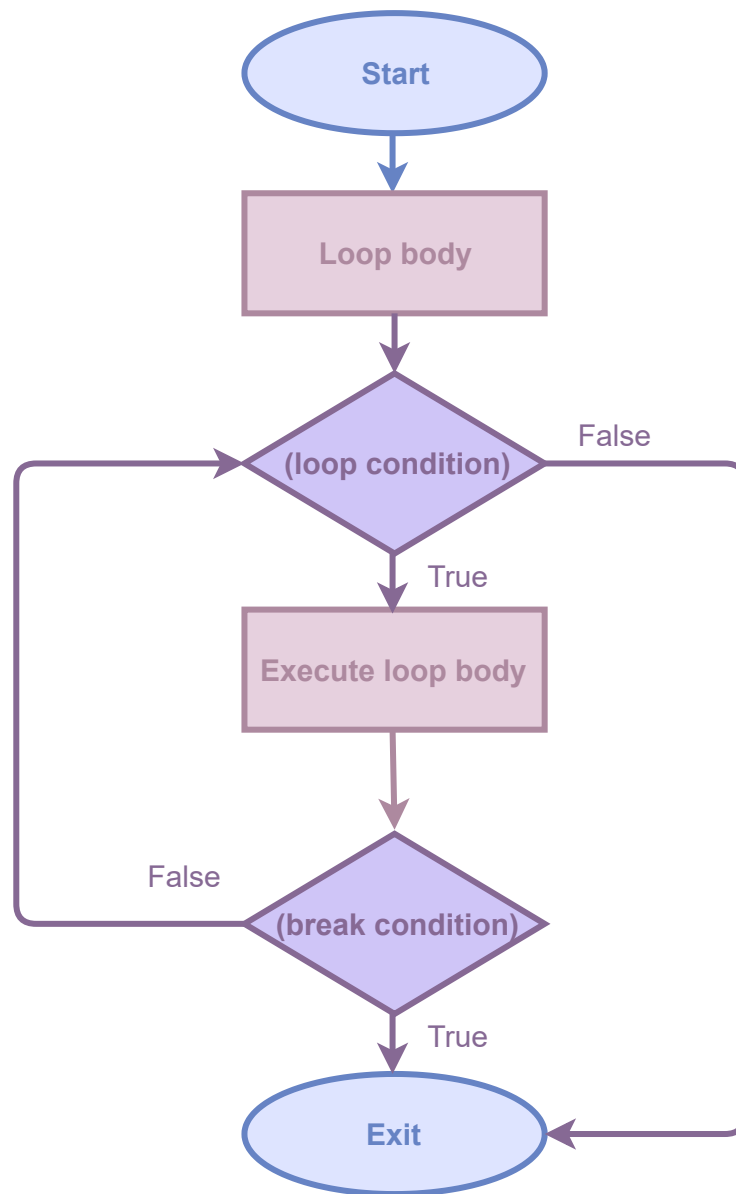 Start
Loop body
(loop condition)
False
True
Execute loop body
False
(break condition)
True
Exit